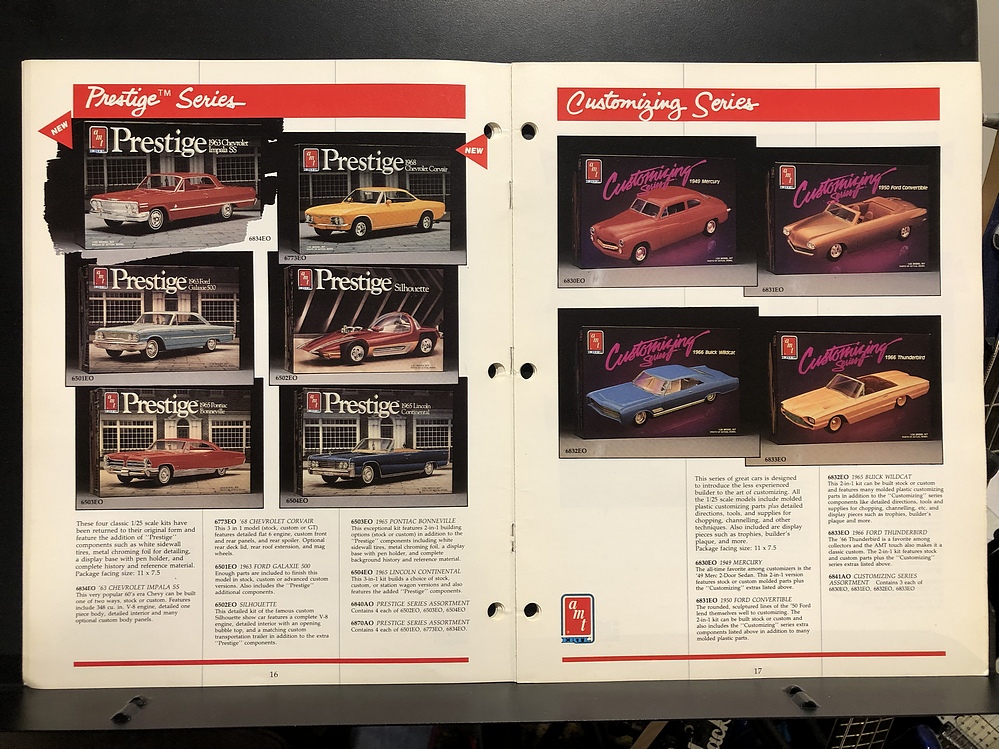 Prestige™ Series
NEW
amt
Prestige
1963 Chevrolet
Impala SS
6834EO
NEW
amt
Prestige
1968
Chevrolet Corvair
6773EO
amt
Prestige
1963 Ford
Galaxie 500
6501EO
amt
Prestige
Silhouette
6502EO
amt
Prestige
1965 Pontiac
Bonneville
6503EO
amt
Prestige
1965 Lincoln
Continental
6504EO
These four classic 1/25 scale kits have
been returned to their original form and
feature the addition of "Prestige"
components such as whitewall
tires, metal chroming foil for detailing,
a display base with pen holder, and
complete history and reference material.
Package facing size: 11 x 7.5
6834EO '63 CHEVROLET IMPALA SS
This very popular 60's era Chevy can be built
one of two ways, stock or custom. Features
include 348 cu. in. V-8 engine, detailed one
piece body, detailed interior and many
optional custom body panels.
6773EO '68 CHEVROLET CORVAIR
This 3 in 1 model (stock, custom or GT)
features detailed flat 6 engine, custom front
and rear panels, and rear spoiler. Optional
rear deck lid, rear roof extension, and mag
wheels.
6501EO 1963 FORD GALAXIE 500
Enough parts are included to finish this
model in stock, custom or advanced custom
versions. Also includes the "Prestige"
additional components.
6502EO SILHOUETTE
This detailed kit of the famous custom
Silhouette show car features a complete V-8
engine, detailed interior with an opening
bubble top, and a matching custom
transportation trailer in addition to the extra
"Prestige" components.
6503EO 1965 PONTIAC BONNEVILLE
This exceptional kit features 2-in-1 building
options (stock or custom) in addition to the
"Prestige" components including white
sidewall tires, metal chroming foil, a display
base with pen holder, and complete
background history and reference material.
6504EO 1965 LINCOLN CONTINENTAL
This 3-in-1 kit builds a choice of stock,
custom, or station wagon versions and also
features the added "Prestige" components.
6840AO PRESTIGE SERIES ASSORTMENT
Contains 4 each of 6502EO, 6503EO, 6504EO
6870AO PRESTIGE SERIES ASSORTMENT
Contains 4 each of 6501EO, 6773EO, 6834EO.
16
Customizing Series
amt
Customizing
Series
1949 Mercury
6830EO
amt
Customizing
Series
1950 Ford Convertible
6831EO
amt
Customizing
Series
1966 Buick Wildcat
6832EO
amt
Customizing
Series
1966 Thunderbird
6833EO
This series of great cars is designed
to introduce the less experienced
builder to the art of customizing. All
the 1/25 scale models include molded
plastic customizing parts plus detailed
directions, tools, and supplies for
chopping, channelling, and other
techniques. Also included are display
pieces such as trophies, builder's
plaque, and more.
Package facing size: 11 x 7.5
6830EO 1949 MERCURY
The all-time favorite among customizers is the
'49 Merc 2-Door Sedan. This 2-in-1 version
features stock or custom molded parts plus
the "Customizing" extras listed above.
6831EO 1950 FORD CONVERTIBLE
The rounded, sculptured lines of the '50 Ford
lend themselves well to customizing. The
2-in-1 kit can be built stock or custom and
also includes the "Customizing" series extra
components listed above in addition to many
molded plastic parts.
6832EO 1965 BUICK WILDCAT
This 2-in-1 kit can be built stock or custom
and features many molded plastic customizing
parts in addition to the "Customizing" series
components like detailed directions, tools and
supplies for chopping, channelling, etc. and
display pieces such as trophies, builder's
plaque and more.
6833EO 1966 FORD THUNDERBIRD
The '66 Thunderbird is a favorite among
collectors and the AMT touch also makes it a
classic custom. The 2-in-1 kit features stock
and custom parts plus the "Customizing"
series extras listed above.
6841AO CUSTOMIZING SERIES
ASSORTMENT Contains 3 each of
6830EO, 6831EO, 6832EO, 6833EO
amt
17